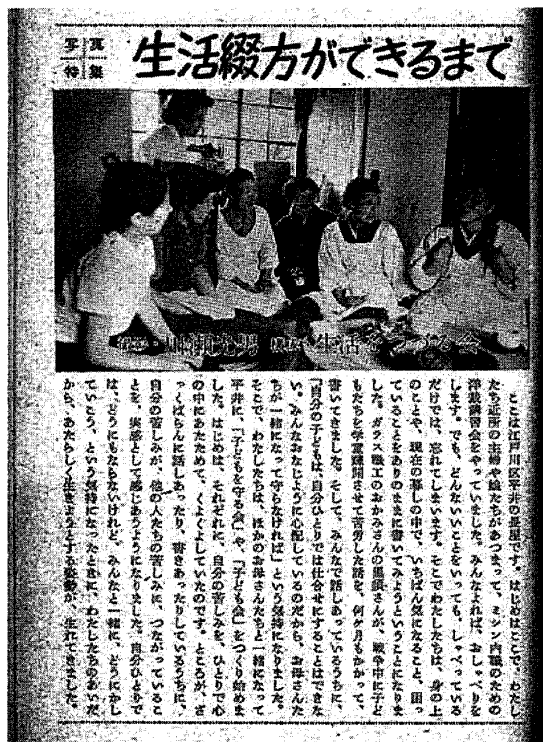 写真
特集
生活綴方ができるまで
生活をつづる会
ここは江戸川区平井の長屋です。はじめはここで、わたし
たち近所の主婦や娘たちがあつまって、ミシン内職のための
洋裁講習会をやっていました。みんなよれば、おしゃべりを
します。でも、どんないいことをいっても、しゃべっている
だけでは、忘れてしまいます。そこでわたしたちは、身の上
のことや、現在の暮しの中で、いちばん気になること、困っ
ていることをありのままに書いてみようということになりま
した。ガラス職工のおかみさんの さんが、戦争中に子ど
もたちを学童疎開させて苦労した話を、何ケ月もかかって、
書いてきました。そして、みんなで話しあっているうちに、
「自分の子どもは、自分ひとりでは仕合せにすることはできな
い。みんなおなじように心配しているのだから、お母さんた
ちが一緒になって守らなければ」という気持になりました。
そこで、わたしたちは、ほかのお母さんたちと一緒になって
平井に、「子どもを守る会」や、「子ども会」をつくり始めま
した。はじめは、それぞれに、自分の苦しみを、ひとりで心
の中にあたためて、くよくよしていたのです。ところが、ざ
っくばらんに話しあったり、書きあったりしているうちに、
自分の苦しみが、他の人たちの苦しみに、つながっているこ
とを、実感として感じあうようになりました。自分ひとりで
は、どうにもならないけれど、みんなと一緒に、どうにかし
ていこう、という気持になったときに、わたしたちのあいだ
から、あたらしく生きようとする姿勢が、生れてきました。